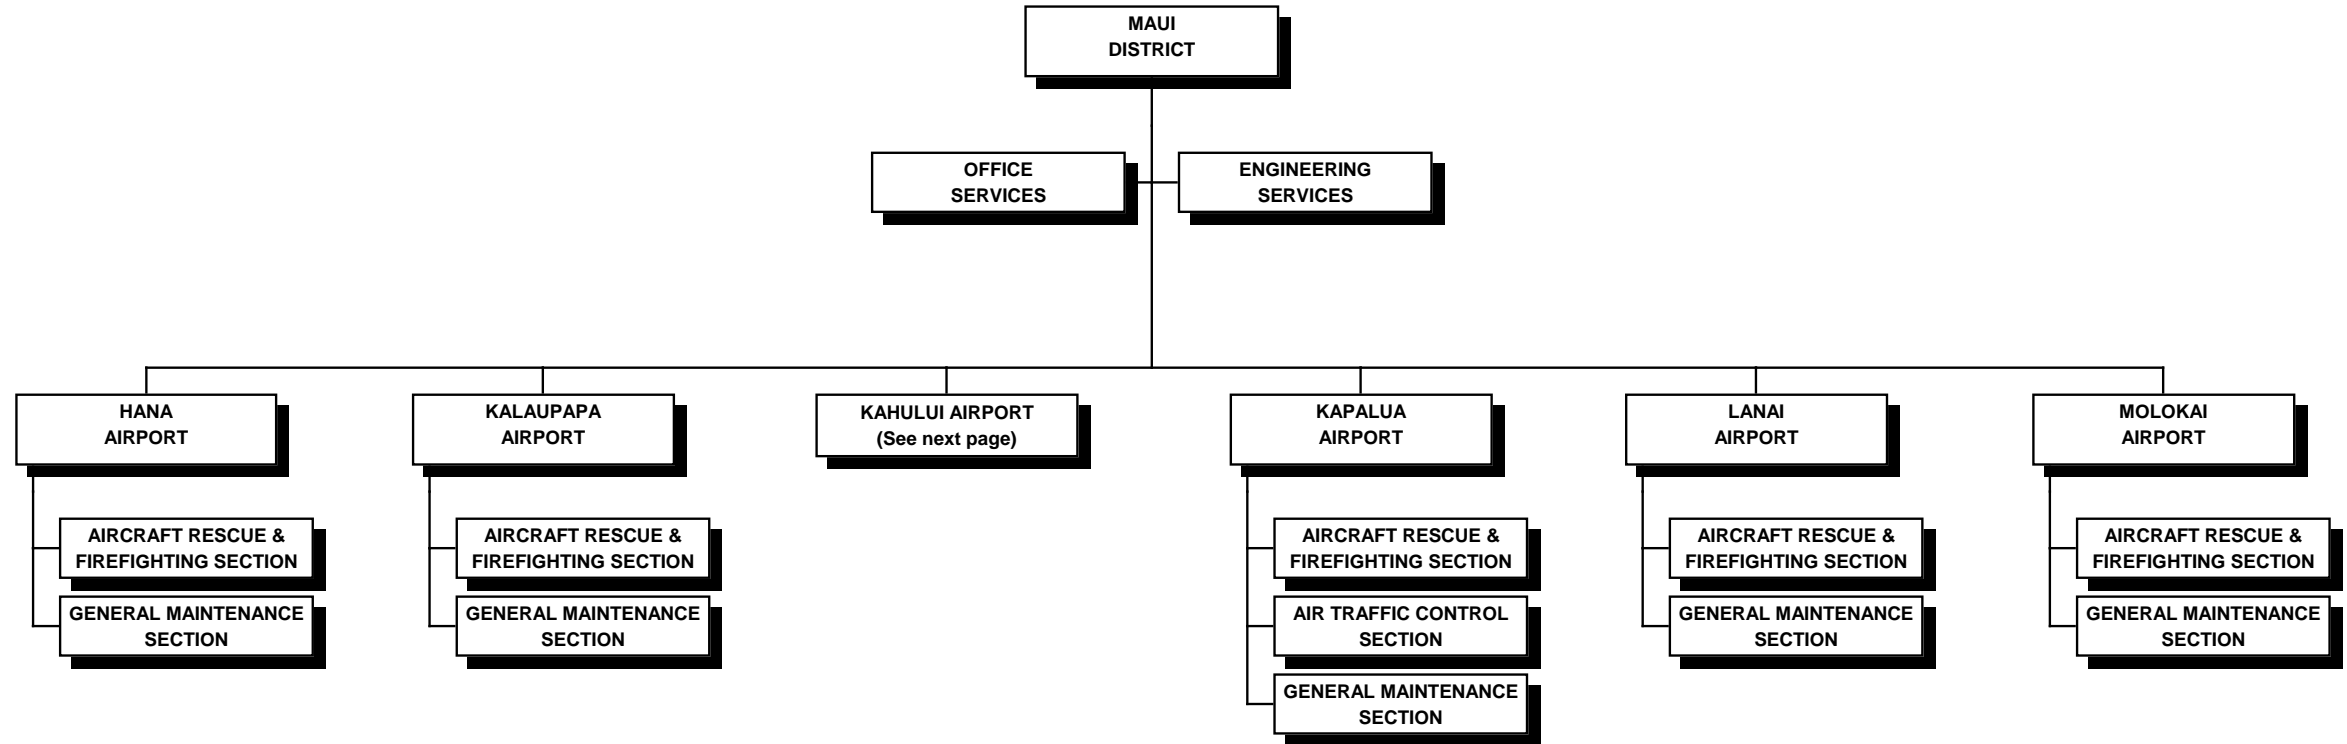 MAUI
DISTRICT
OFFICE
SERVICES
ENGINEERING
SERVICES
HANA
AIRPORT
KALAUPAPA
AIRPORT
KAHULUI AIRPORT
(See next page)
KAPALUA
AIRPORT
LANAI
AIRPORT
MOLOKAI
AIRPORT
AIRCRAFT RESCUE &
FIREFIGHTING SECTION
GENERAL MAINTENANCE
SECTION
AIRCRAFT RESCUE &
FIREFIGHTING SECTION
GENERAL MAINTENANCE
SECTION
AIRCRAFT RESCUE &
FIREFIGHTING SECTION
AIR TRAFFIC CONTROL
SECTION
GENERAL MAINTENANCE
SECTION
AIRCRAFT RESCUE &
FIREFIGHTING SECTION
GENERAL MAINTENANCE
SECTION
AIRCRAFT RESCUE &
FIREFIGHTING SECTION
GENERAL MAINTENANCE
SECTION